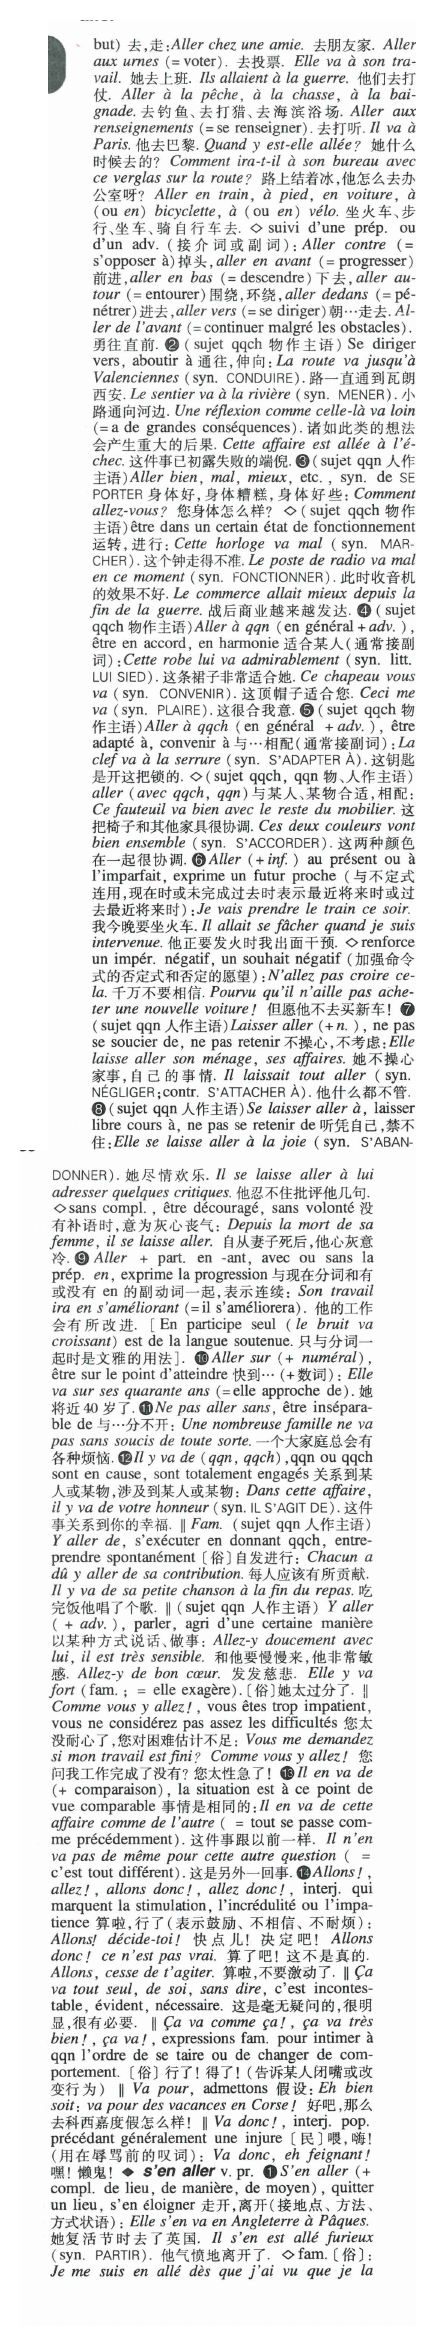 but) 去,走:Aller chez une amie. 去朋友家. Aller
aux urnes (= voter). 去投票. Elle va à son tra-
vail. 她去上班. Ils allaient à la guerre. 他们去打
仗. Aller à la pêche, à la chasse, à la bai-
gnade. 去钓鱼、去打猎、去海滨浴场. Aller aux
renseignements (= se renseigner). 去打听. Il va à
Paris. 他去巴黎. Quand y est-elle allée? 她什么
时候去的? Comment ira-t-il à son bureau avec
ce verglas sur la route? 路上结着冰,他怎么去办
公室呀? Aller en train, à pied, en voiture, à
(ou en) bicyclette, à (ou en) vélo. 坐火车、步
行、坐车、骑自行车去. ◇ suivi d'une prép. ou
d'un adv. (接介词或副词): Aller contre (=
s'opposer à)掉头, aller en avant (= progresser)
前进, aller en bas (= descendre) 下去, aller au-
tour (= entourer) 围绕,环绕, aller dedans (= pé-
nétrer)进去, aller vers (= se diriger) 朝…走去. Al-
ler de l'avant (= continuer malgré les obstacles).
勇往直前. ❷ (sujet qqch 物作主语) Se diriger
vers, aboutir à 通往,伸向: La route va jusqu'à
Valenciennes (syn. CONDUIRE). 路一直通到瓦朗
西安. Le sentier va à la rivière (syn. MENER). 小
路通向河边. Une réflexion comme celle-là va loin
(= a de grandes conséquences). 诸如此类的想法
会产生重大的后果. Cette affaire est allée à l'é-
chec. 这件事已初露失败的端倪. ❸ (sujet qqn 人作
主语) Aller bien, mal, mieux, etc., syn. de SE
PORTER 身体好,身体糟糕,身体好些: Comment
allez-vous? 您身体怎么样? ◇ (sujet qqch 物作
主语) être dans un certain état de fonctionnement
运转,进行: Cette horloge va mal (syn. MAR-
CHER). 这个钟走得不准. Le poste de radio va mal
en ce moment (syn. FONCTIONNER). 此时收音机
的效果不好. Le commerce allait mieux depuis la
fin de la guerre. 战后商业越来越发达. ❹ (sujet
qqch 物作主语) Aller à qqn (en général + adv.),
être en accord, en harmonie 适合某人(通常接副
词): Cette robe lui va admirablement (syn. litt.
LUI SIED). 这条裙子非常适合她. Ce chapeau vous
va (syn. CONVENIR). 这顶帽子适合您. Ceci me
va (syn. PLAIRE). 这很合我意. ❺ (sujet qqch 物
作主语) Aller à qqch (en général + adv.), être
adapté à, convenir à 与…相配(通常接副词): La
clef va à la serrure (syn. S'ADAPTER À). 这钥匙
是开这把锁的. ◇ (sujet qqch, qqn 物、人作主语)
aller (avec qqch, qqn) 与某人、某物合适,相配:
Ce fauteuil va bien avec le reste du mobilier. 这
把椅子和其他家具很协调. Ces deux couleurs vont
bien ensemble (syn. S'ACCORDER). 这两种颜色
在一起很协调. ❻ Aller (+ inf.) au présent ou à
l'imparfait, exprime un futur proche (与不定式
连用,现在时或未完成过去时表示最近将来时或过
去最近将来时): Je vais prendre le train ce soir.
我今晚要坐火车. Il allait se fâcher quand je suis
intervenue. 他正要发火时我出面干预. ◇ renforce
un impér. négatif, un souhait négatif (加强命令
式的否定式和否定的愿望): N'allez pas croire ce-
la. 千万不要相信. Pourvu qu'il n'aille pas ache-
ter une nouvelle voiture! 但愿他不去买新车! ❼
(sujet qqn 人作主语) Laisser aller (+ n.), ne pas
se soucier de, ne pas retenir 不操心,不考虑: Elle
laisse aller son ménage, ses affaires. 她不操心
家事,自己的事情. Il laissait tout aller (syn.
NÉGLIGER; contr. S'ATTACHER À). 他什么都不管.
❽ (sujet qqn 人作主语) Se laisser aller à, laisser
libre cours à, ne pas se retenir de 听凭自己,禁不
住: Elle se laisse aller à la joie (syn. S'ABAN-
DONNER). 她尽情欢乐. Il se laisse aller à lui
adresser quelques critiques. 他忍不住批评他几句.
◇ sans compl., être découragé, sans volonté 没
有补语时,意为灰心丧气: Depuis la mort de sa
femme, il se laisse aller. 自从妻子死后,他心灰意
冷. ❾ Aller + part. en -ant, avec ou sans la
prép. en, exprime la progression 与现在分词和有
或没有 en 的副动词一起,表示连续: Son travail
ira en s'améliorant (= il s'améliorera). 他的工作
会有所改进. [En participe seul (le bruit va
croissant) est de la langue soutenue. 只与分词一
起时是文雅的用法]. ❿ Aller sur (+ numéral),
être sur le point d'atteindre 快到… (+数词): Elle
va sur ses quarante ans (= elle approche de). 她
将近 40 岁了. ⓫ Ne pas aller sans, être insépara-
ble de 与…分不开: Une nombreuse famille ne va
pas sans soucis de toute sorte. 一个大家庭总会有
各种烦恼. ⓬ Il y va de (qqn, qqch), qqn ou qqch
sont en cause, sont totalement engagés 关系到某
人或某物,涉及到某人或某物: Dans cette affaire,
il y va de votre honneur (syn. IL S'AGIT DE). 这件
事关系到你的幸福. ‖ Fam. (sujet qqn 人作主语)
Y aller de, s'exécuter en donnant qqch, entre-
prendre spontanément [俗]自发进行: Chacun a
dû y aller de sa contribution. 每人应该有所贡献.
Il y va de sa petite chanson à la fin du repas. 吃
完饭他唱了个歌. ‖ (sujet qqn 人作主语) Y aller
(+ adv.), parler, agri d'une certaine manière
以某种方式说话、做事: Allez-y doucement avec
lui, il est très sensible. 和他要慢慢来,他非常敏
感. Allez-y de bon cœur. 发发慈悲. Elle y va
fort (fam.; = elle exagère). [俗]她太过分了. ‖
Comme vous y allez!, vous êtes trop impatient,
vous ne considérez pas assez les difficultés 您太
没耐心了,您对困难估计不足: Vous me demandez
si mon travail est fini? Comme vous y allez! 您
问我工作完成了没有? 您太性急了! ⓭ Il en va de
(+ comparaison), la situation est à ce point de
vue comparable 事情是相同的: Il en va de cette
affaire comme de l'autre (= tout se passe com-
me précédemment). 这件事跟以前一样. Il n'en
va pas de même pour cette autre question (=
c'est tout différent). 这是另外一回事. ⓮ Allons!,
allez!, allons donc!, allez donc!, interj. qui
marquent la stimulation, l'incrédulité ou l'impa-
tience 算啦,行了(表示鼓励、不相信、不耐烦):
Allons! décide-toi! 快点儿! 决定吧! Allons
donc! ce n'est pas vrai. 算了吧! 这不是真的.
Allons, cesse de t'agiter. 算啦,不要激动了. ‖ Ça
va tout seul, de soi, sans dire, c'est incontes-
table, évident, nécessaire. 这是毫无疑问的,很明
显,很有必要. ‖ Ça va comme ça!, ça va très
bien!, ça va!, expressions fam. pour intimer à
qqn l'ordre de se taire ou de changer de com-
portement. [俗]行了! 得了! (告诉某人闭嘴或改
变行为) ‖ Va pour, admettons 假设: Eh bien
soit: va pour des vacances en Corse! 好吧,那么
去科西嘉度假怎么样! ‖ Va donc!, interj. pop.
précédant généralement une injure [民]喂,嗨!
(用在辱骂前的叹词): Va donc, eh feignant!
嘿! 懒鬼! ◆ s'en aller v. pr. ❶ S'en aller (+
compl. de lieu, de manière, de moyen), quitter
un lieu, s'en éloigner 走开,离开(接地点、方法、
方式状语): Elle s'en va en Angleterre à Pâques.
她复活节时去了英国. Il s'en est allé furieux
(syn. PARTIR). 他气愤地离开了. ◇ fam. [俗]:
Je me suis en allé dès que j'ai vu que je la